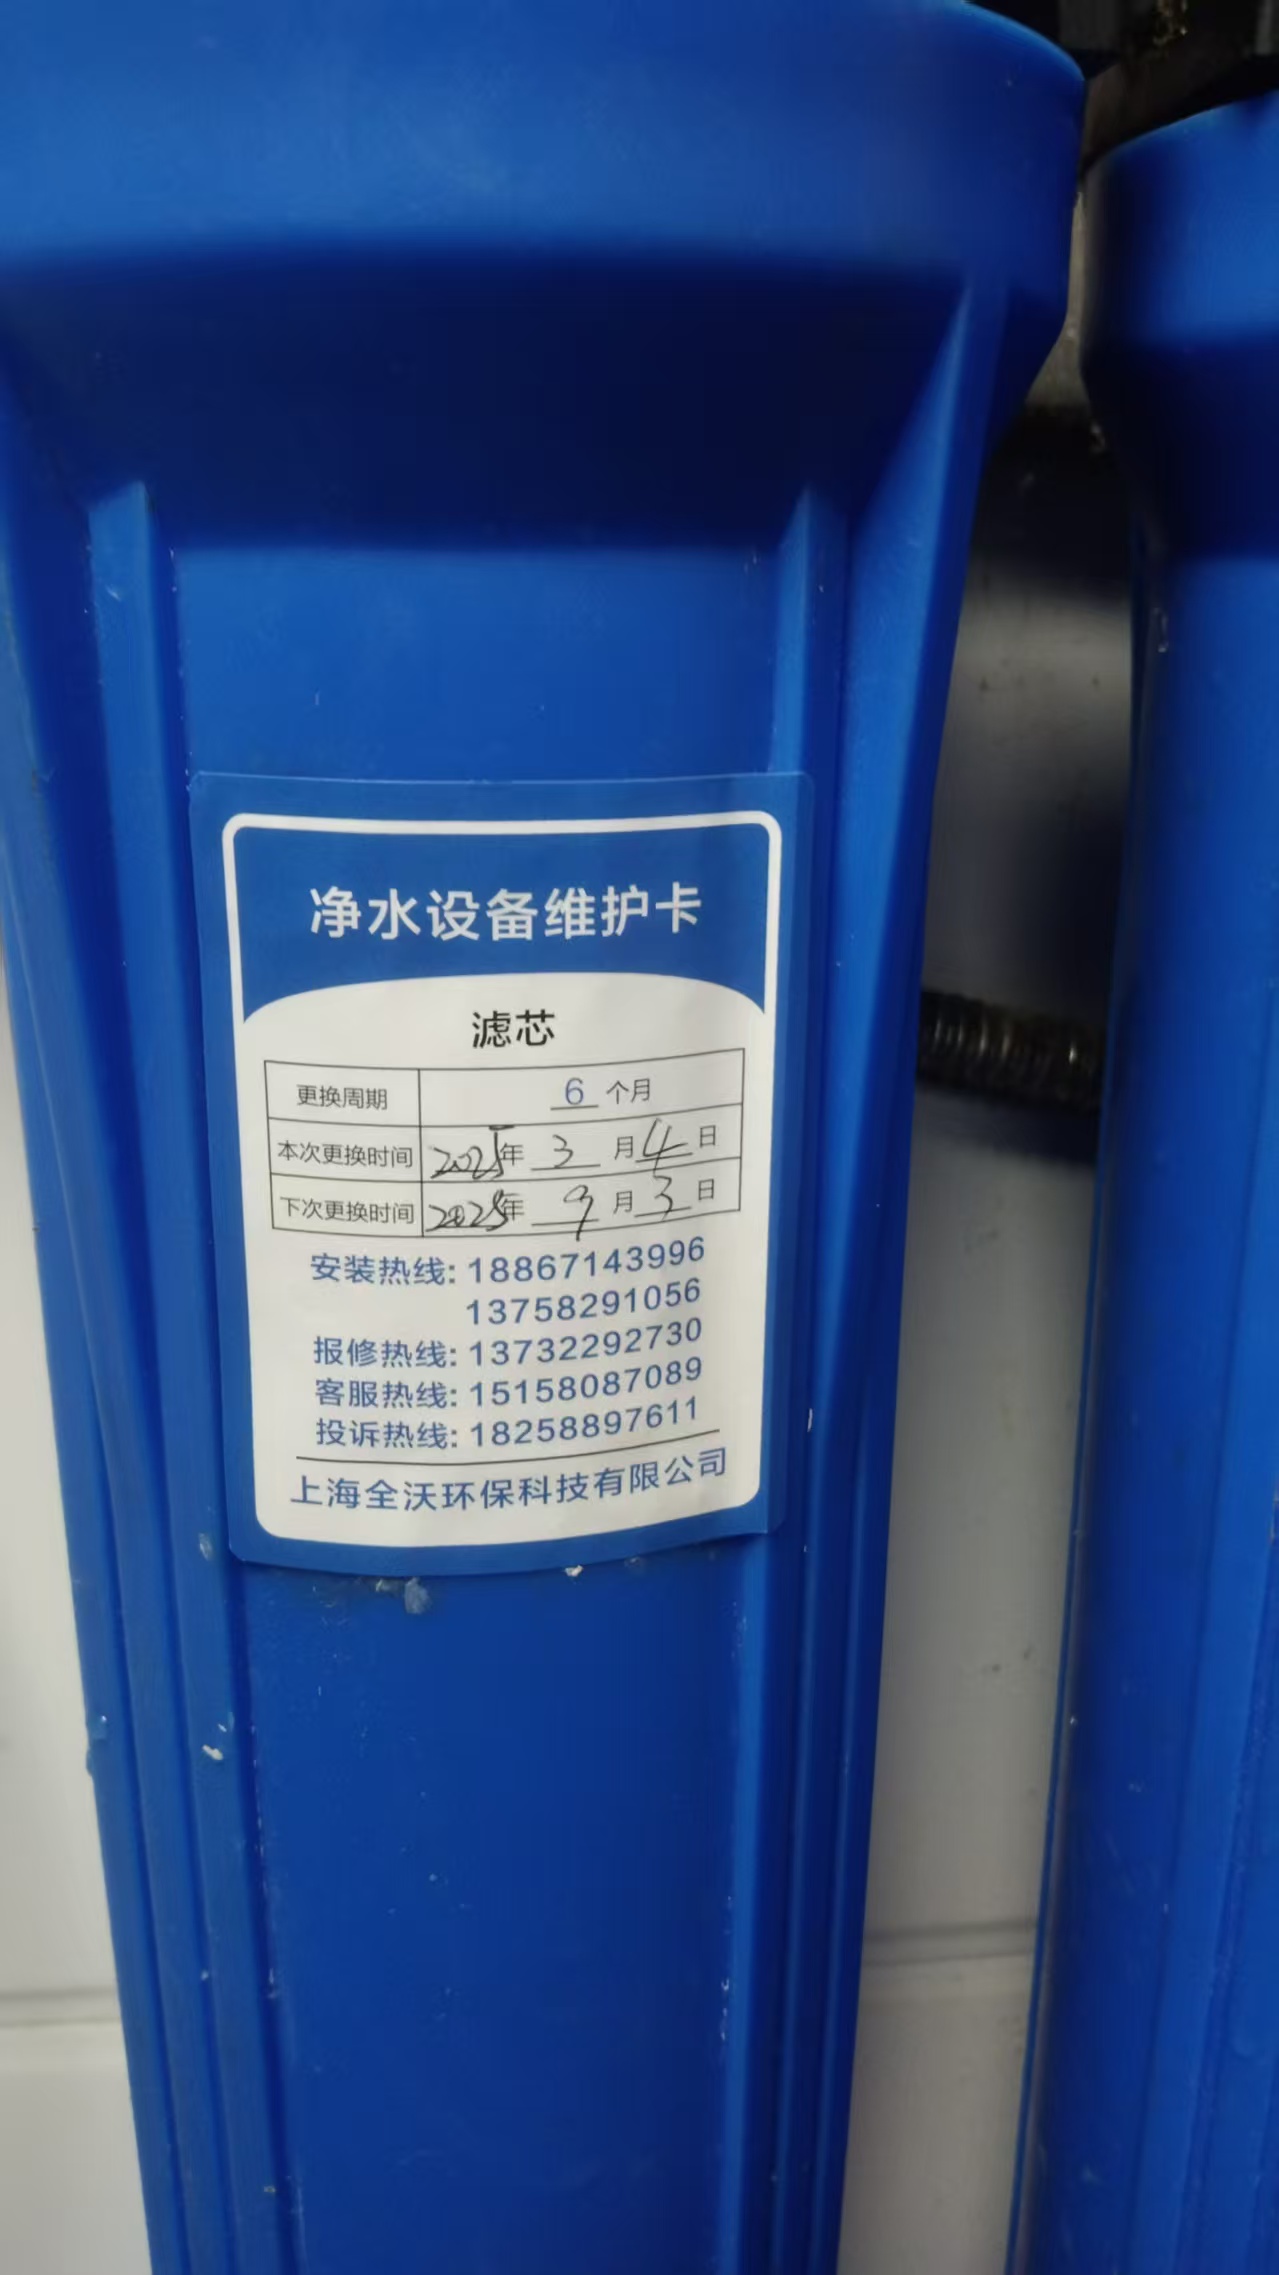 净水设备维护卡
滤芯
更换周期 6 个月
本次更换时间 2025年 3 月 4 日
下次更换时间 2025年 9 月 3 日
安装热线: 18867143996
13758291056
报修热线: 13732292730
客服热线: 15158087089
投诉热线: 18258897611
上海全沃环保科技有限公司